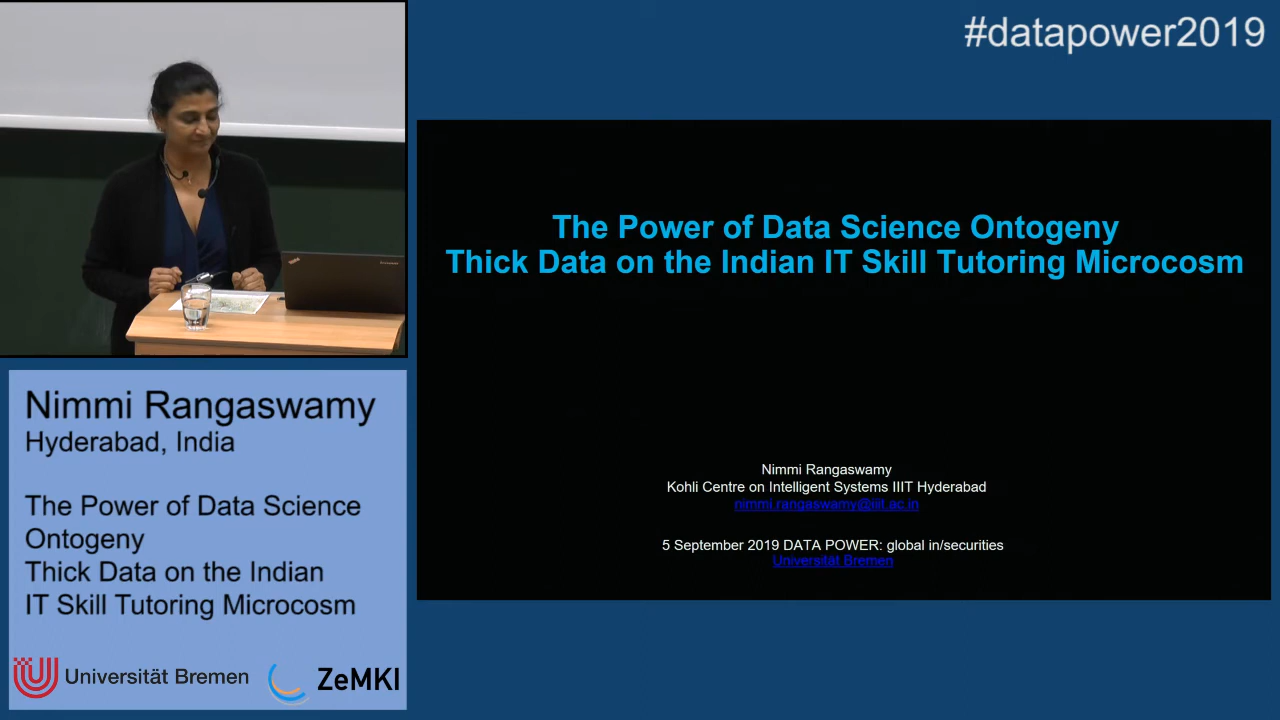 #datapower2019
The Power of Data Science Ontogeny
Thick Data on the Indian IT Skill Tutoring Microcosm
Nimmi Rangaswamy
Kohli Centre on Intelligent Systems IIIT Hyderabad
nimmi.rangaswamy@iiit.ac.in
5 September 2019 DATA POWER: global in/securities
Universität Bremen
Nimmi Rangaswamy
Hyderabad, India
The Power of Data Science
Ontogeny
Thick Data on the Indian
IT Skill Tutoring Microcosm
Universität Bremen
ZeMKI